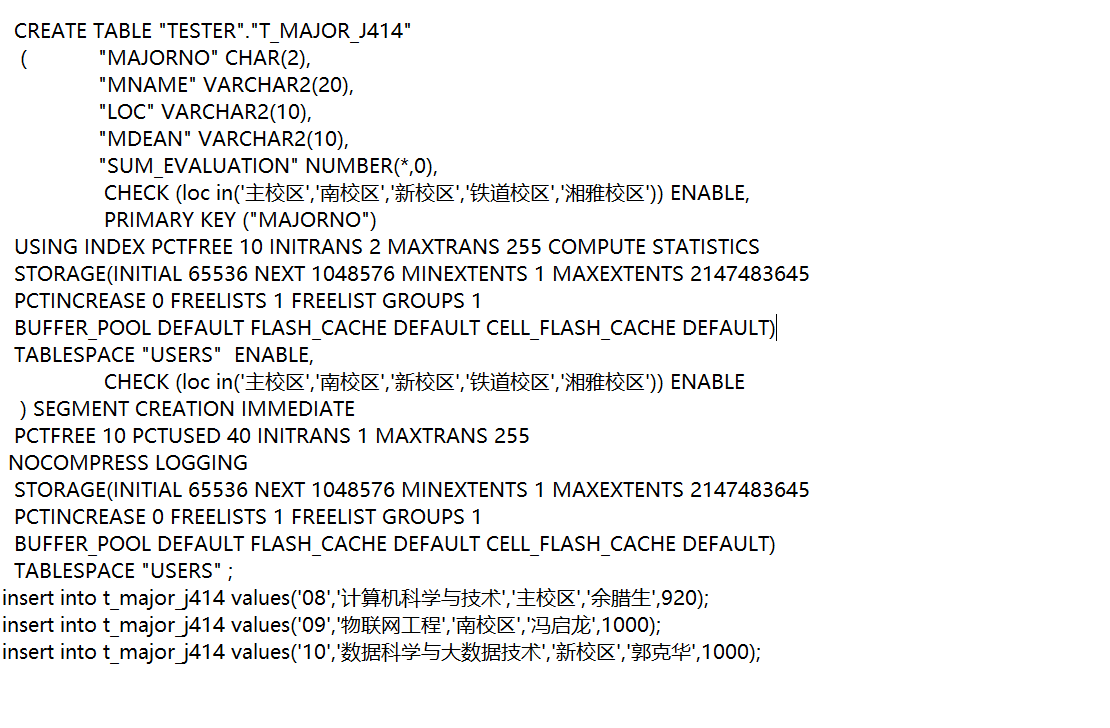 CREATE TABLE "TESTER"."T_MAJOR_J414"
( "MAJORNO" CHAR(2),
"MNAME" VARCHAR2(20),
"LOC" VARCHAR2(10),
"MDEAN" VARCHAR2(10),
"SUM_EVALUATION" NUMBER(*,0),
CHECK (loc in('主校区','南校区','新校区','铁道校区','湘雅校区')) ENABLE,
PRIMARY KEY ("MAJORNO")
USING INDEX PCTFREE 10 INITRANS 2 MAXTRANS 255 COMPUTE STATISTICS
STORAGE(INITIAL 65536 NEXT 1048576 MINEXTENTS 1 MAXEXTENTS 2147483645
PCTINCREASE 0 FREELISTS 1 FREELIST GROUPS 1
BUFFER_POOL DEFAULT FLASH_CACHE DEFAULT CELL_FLASH_CACHE DEFAULT)
TABLESPACE "USERS"  ENABLE,
CHECK (loc in('主校区','南校区','新校区','铁道校区','湘雅校区')) ENABLE
) SEGMENT CREATION IMMEDIATE
PCTFREE 10 PCTUSED 40 INITRANS 1 MAXTRANS 255
NOCOMPRESS LOGGING
STORAGE(INITIAL 65536 NEXT 1048576 MINEXTENTS 1 MAXEXTENTS 2147483645
PCTINCREASE 0 FREELISTS 1 FREELIST GROUPS 1
BUFFER_POOL DEFAULT FLASH_CACHE DEFAULT CELL_FLASH_CACHE DEFAULT)
TABLESPACE "USERS" ;
insert into t_major_j414 values('08','计算机科学与技术','主校区','余腊生',920);
insert into t_major_j414 values('09','物联网工程','南校区','冯启龙',1000);
insert into t_major_j414 values('10','数据科学与大数据技术','新校区','郭克华',1000);